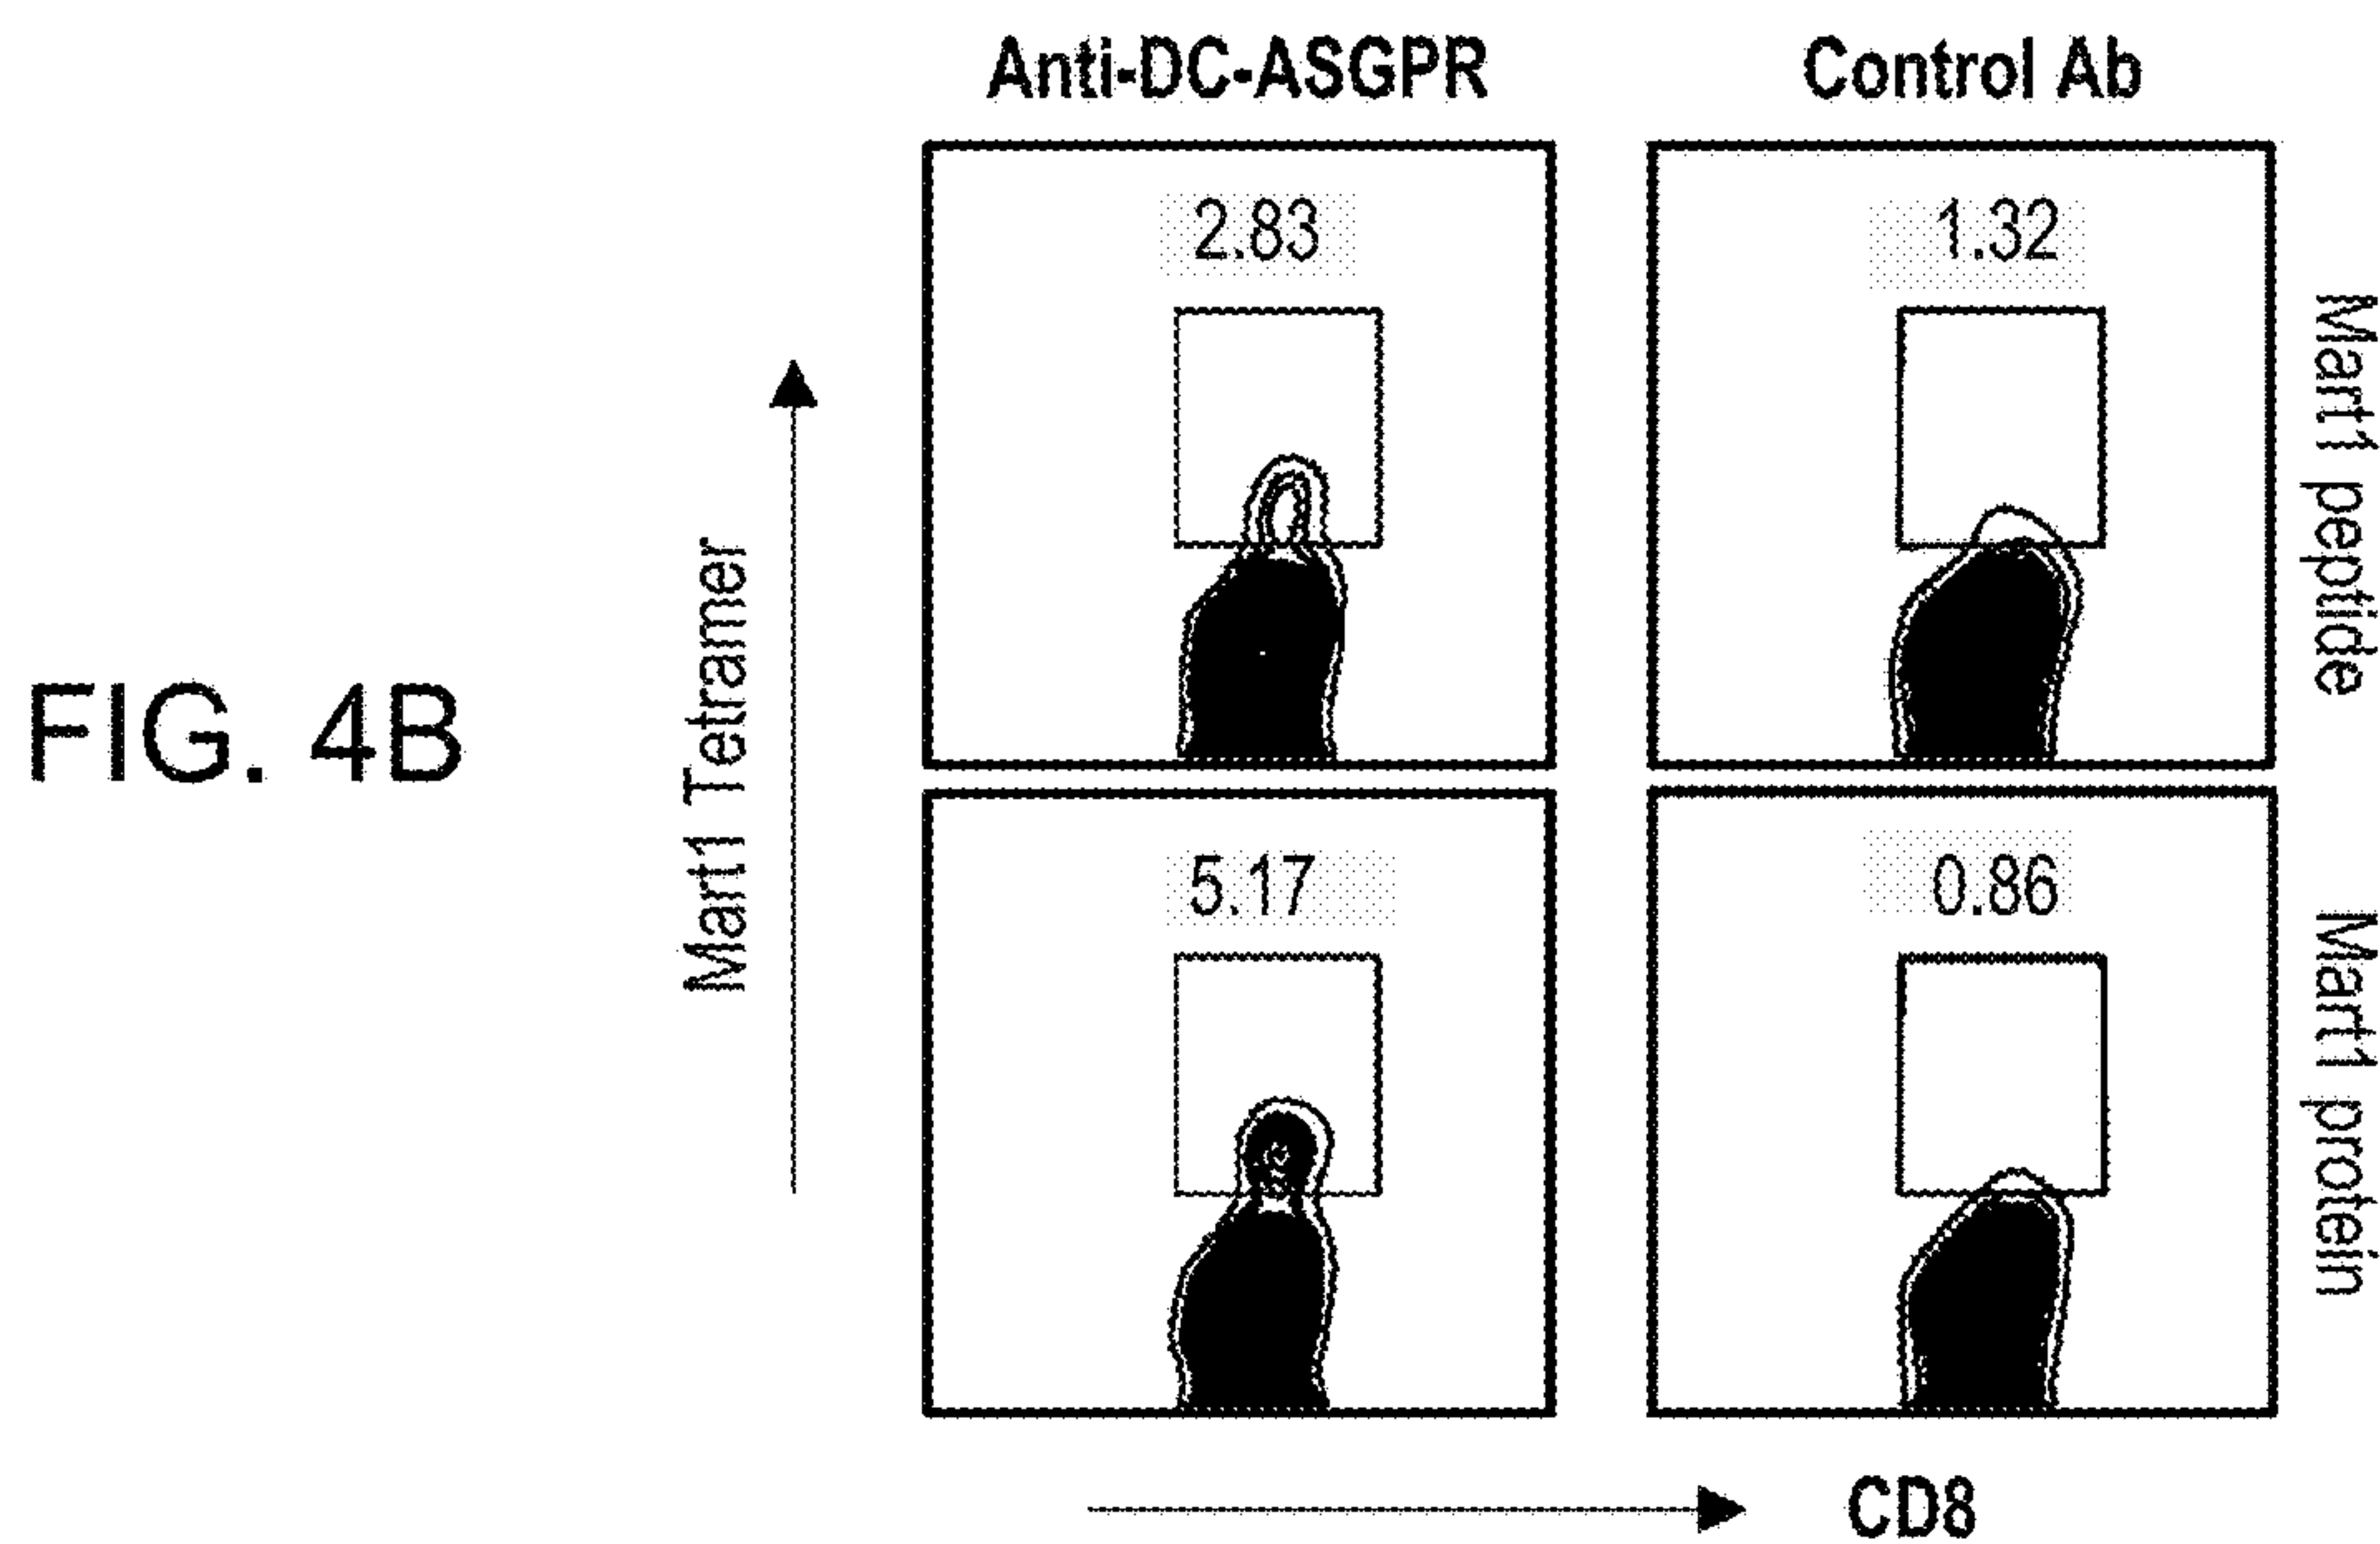 Anti-DC-ASGPR
Control Ab
2.83
1.32
Mart1 peptide
FIG. 4B
Mart1 Tetramer
5.17
0.86
Mart1 protein
CD8